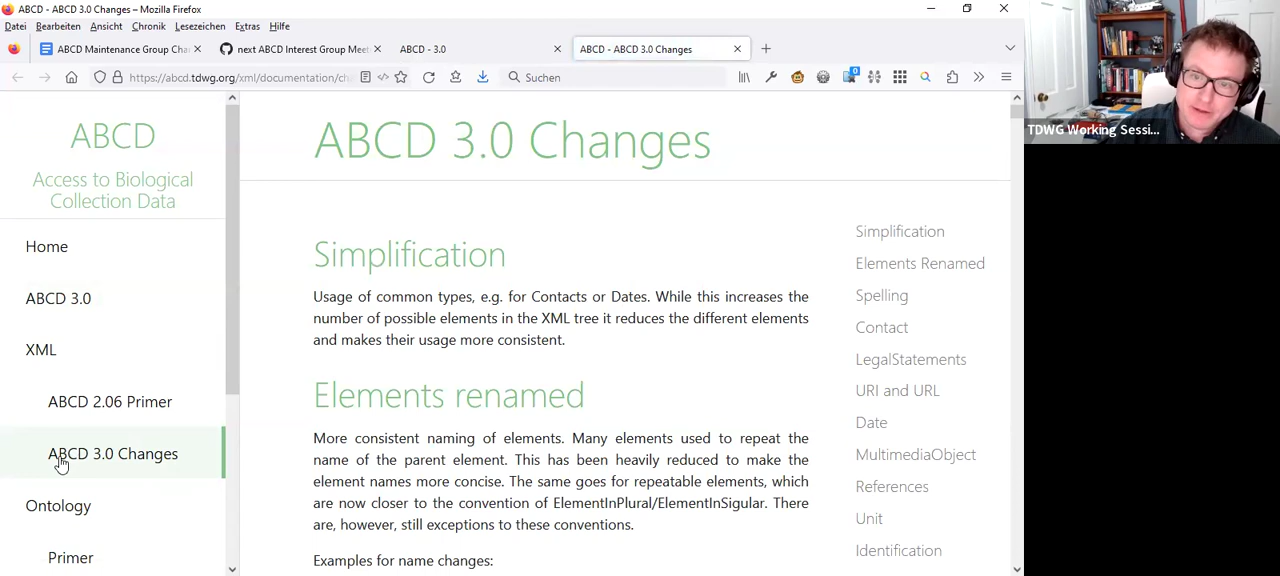 ABCD - ABCD 3.0 Changes – Mozilla Firefox
Datei Bearbeiten Ansicht Chronik Lesezeichen Extras Hilfe
ABCD Maintenance Group Cha
next ABCD Interest Group Meet
ABCD - 3.0
ABCD - ABCD 3.0 Changes
https://abcd.tdwg.org/xml/documentation/ch
Suchen
0
TDWG Working Sessi...
ABCD
Access to Biological
Collection Data
Home
ABCD 3.0
XML
ABCD 2.06 Primer
ABCD 3.0 Changes
Ontology
Primer
ABCD 3.0 Changes
Simplification
Usage of common types, e.g. for Contacts or Dates. While this increases the
number of possible elements in the XML tree it reduces the different elements
and makes their usage more consistent.
Elements renamed
More consistent naming of elements. Many elements used to repeat the
name of the parent element. This has been heavily reduced to make the
element names more concise. The same goes for repeatable elements, which
are now closer to the convention of ElementInPlural/ElementInSigular. There
are, however, still exceptions to these conventions.
Examples for name changes:
Simplification
Elements Renamed
Spelling
Contact
LegalStatements
URI and URL
Date
MultimediaObject
References
Unit
Identification